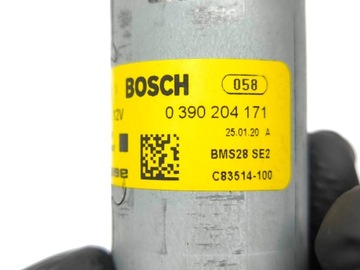 BOSCH 058
12V 0 390 204 171
25.01.20 A
BMS28 SE2
C83514-100